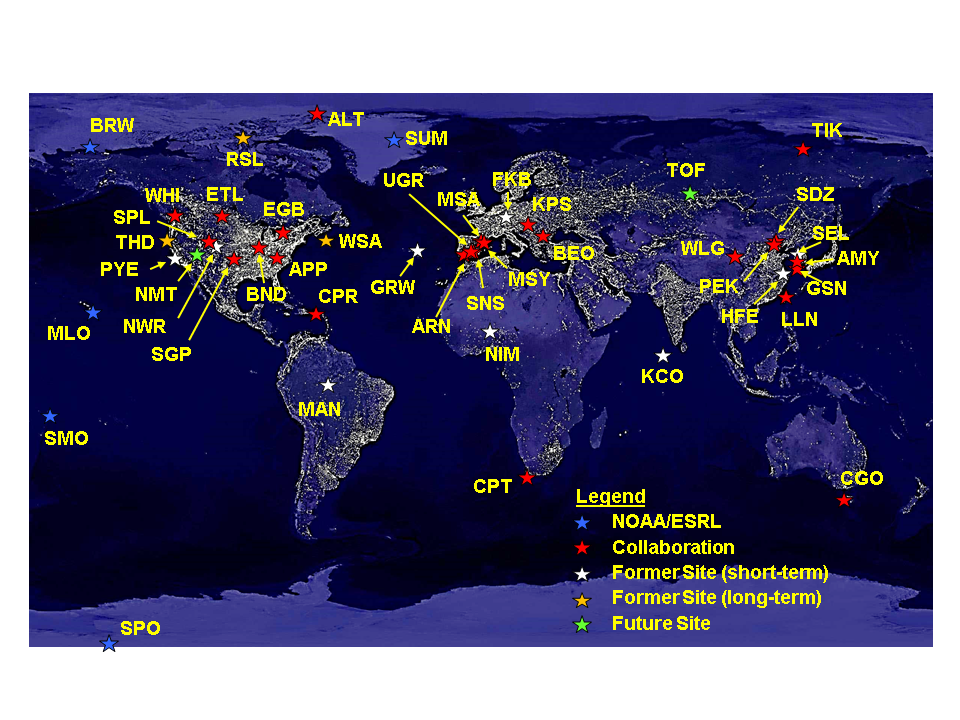 BRW
ALT
SUM
TIK
RSL
UGR
FKB
TOF
WHI
ETL
MSA
KPS
SDZ
SPL
EGB
SEL
THD
WSA
BEO
WLG
AMY
PYE
APP
GRW
MSY
PEK
GSN
NMT
BND
CPR
SNS
HFE
LLN
MLO
NWR
ARN
SGP
NIM
KCO
MAN
SMO
CPT
CGO
Legend
NOAA/ESRL
Collaboration
Former Site (short-term)
Former Site (long-term)
Future Site
SPO